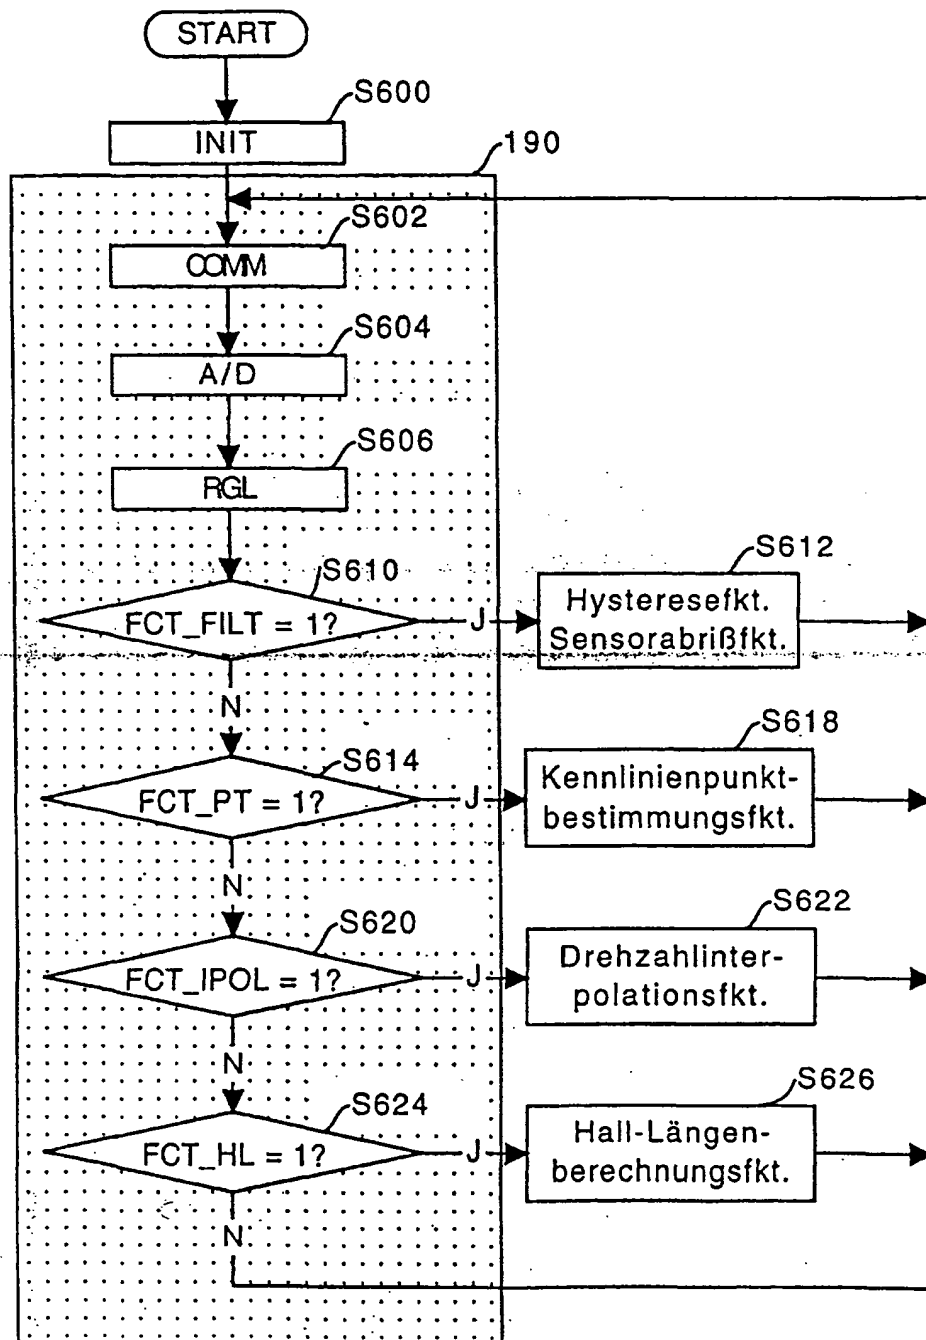 START
S600
INIT
190
S602
COMM
S604
A/D
S606
RGL
S610
FCT_FILT = 1?
J
S612
Hysteresefkt.
Sensorabrißfkt.
N
S614
FCT_PT = 1?
J
S618
Kennlinienpunkt-
bestimmungsfkt.
N
S620
FCT_IPOL = 1?
J
S622
Drehzahlinter-
polationsfkt.
N
S624
FCT_HL = 1?
J
S626
Hall-Längen-
berechnungsfkt.
N